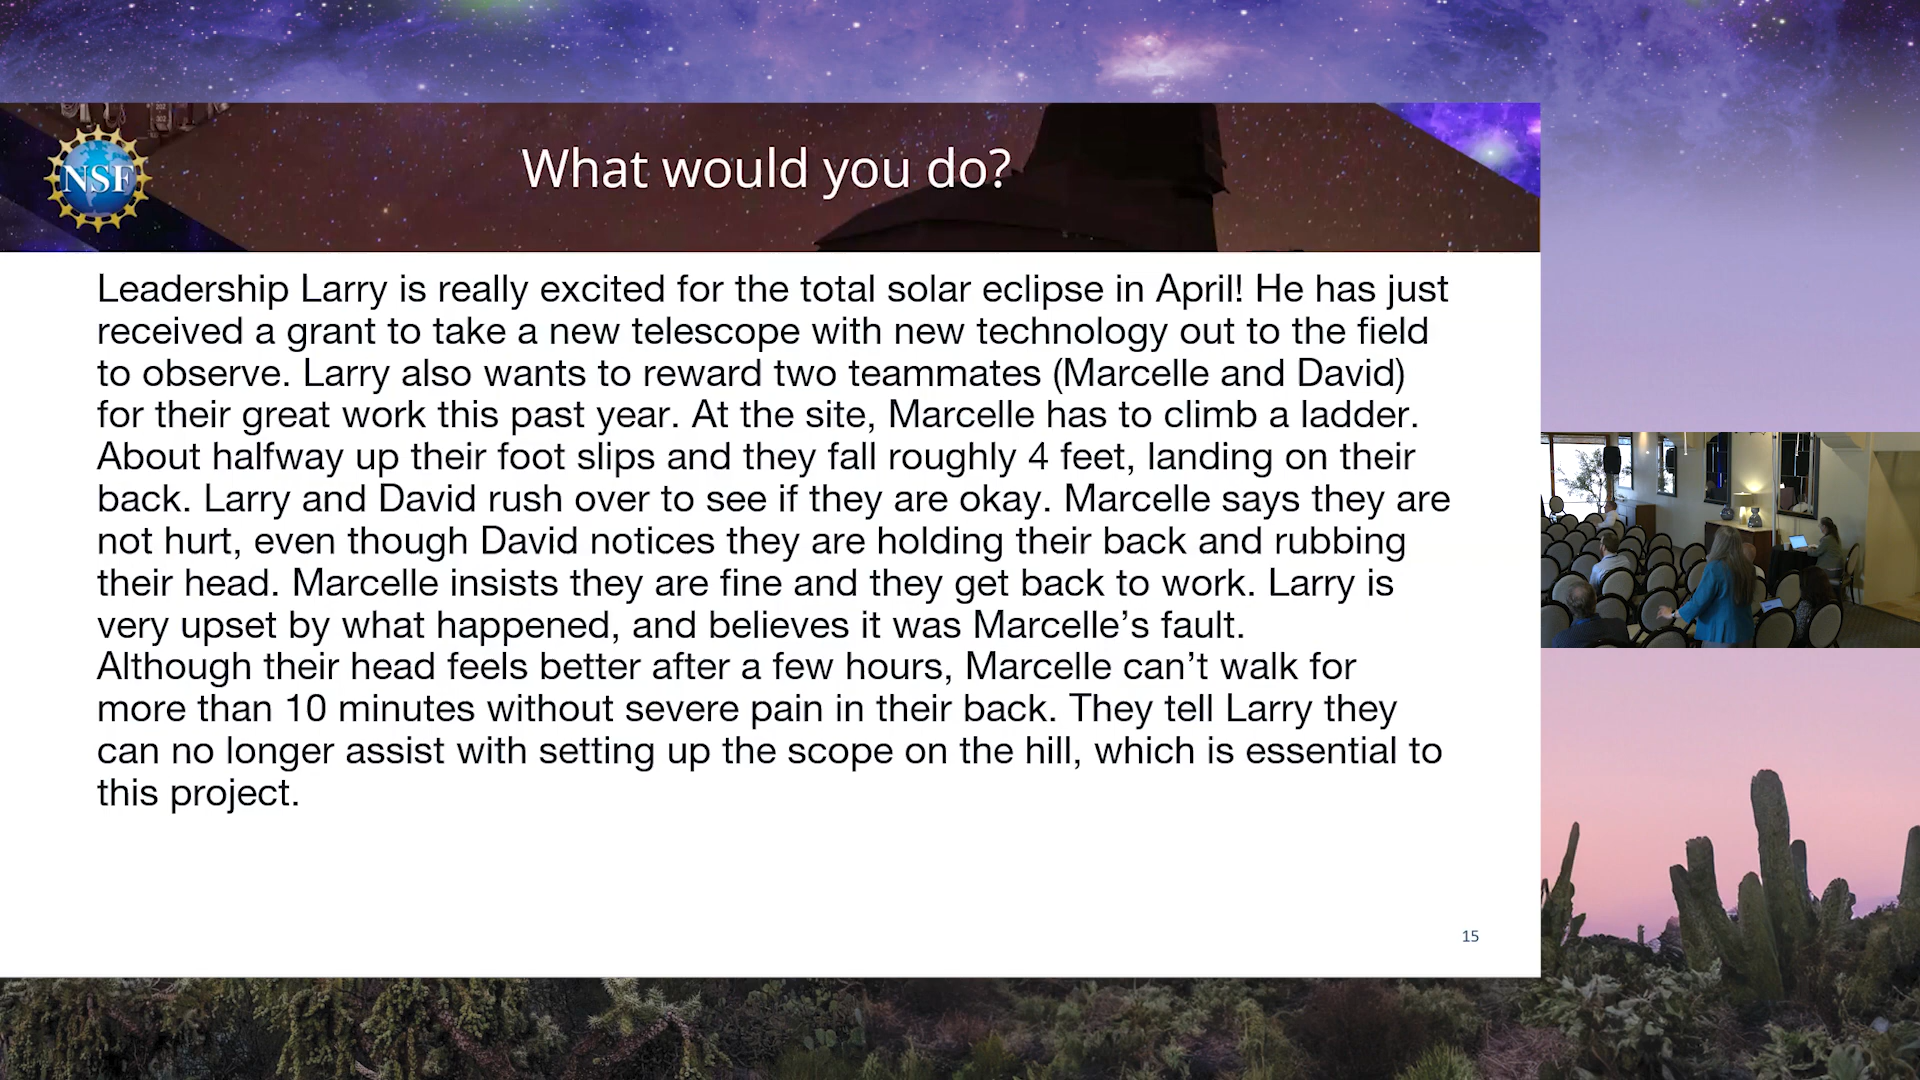 NSF
What would you do?
Leadership Larry is really excited for the total solar eclipse in April! He has just
received a grant to take a new telescope with new technology out to the field
to observe. Larry also wants to reward two teammates (Marcelle and David)
for their great work this past year. At the site, Marcelle has to climb a ladder.
About halfway up their foot slips and they fall roughly 4 feet, landing on their
back. Larry and David rush over to see if they are okay. Marcelle says they are
not hurt, even though David notices they are holding their back and rubbing
their head. Marcelle insists they are fine and they get back to work. Larry is
very upset by what happened, and believes it was Marcelle’s fault.
Although their head feels better after a few hours, Marcelle can’t walk for
more than 10 minutes without severe pain in their back. They tell Larry they
can no longer assist with setting up the scope on the hill, which is essential to
this project.
15